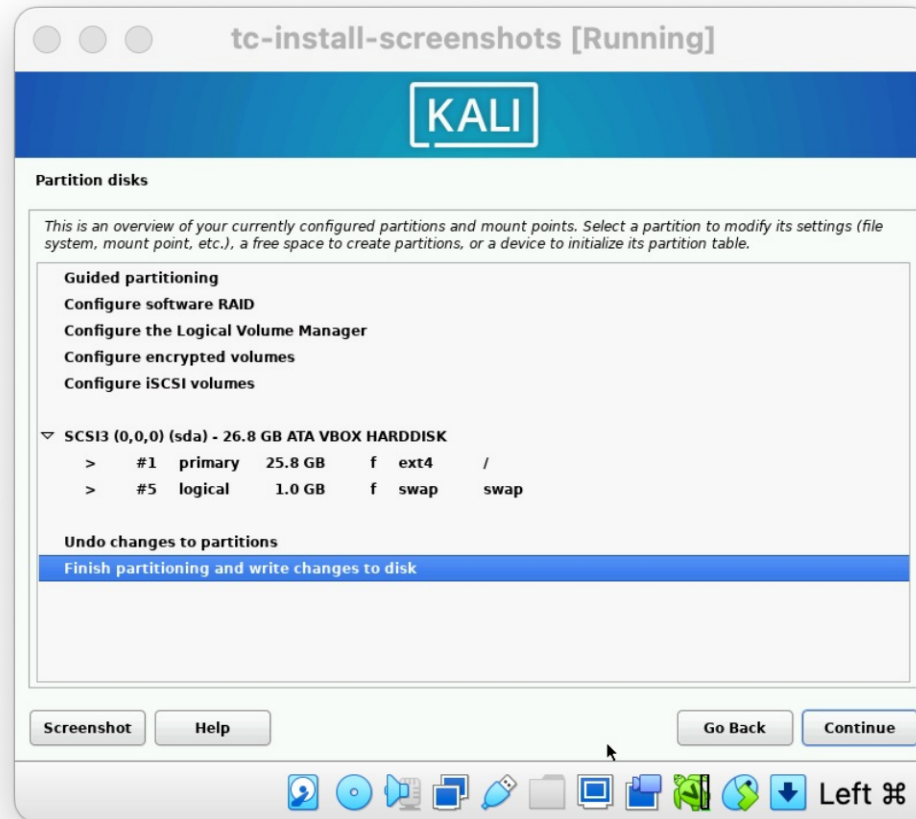 tc-install-screenshots [Running]
KALI
Partition disks
This is an overview of your currently configured partitions and mount points. Select a partition to modify its settings (file
system, mount point, etc.), a free space to create partitions, or a device to initialize its partition table.
Guided partitioning
Configure software RAID
Configure the Logical Volume Manager
Configure encrypted volumes
Configure iSCSI volumes
SCSI3 (0,0,0) (sda) - 26.8 GB ATA VBOX HARDDISK
> #1 primary 25.8 GB f ext4 /
> #5 logical 1.0 GB f swap swap
Undo changes to partitions
Finish partitioning and write changes to disk
Screenshot Help Go Back Continue
Left ⌘